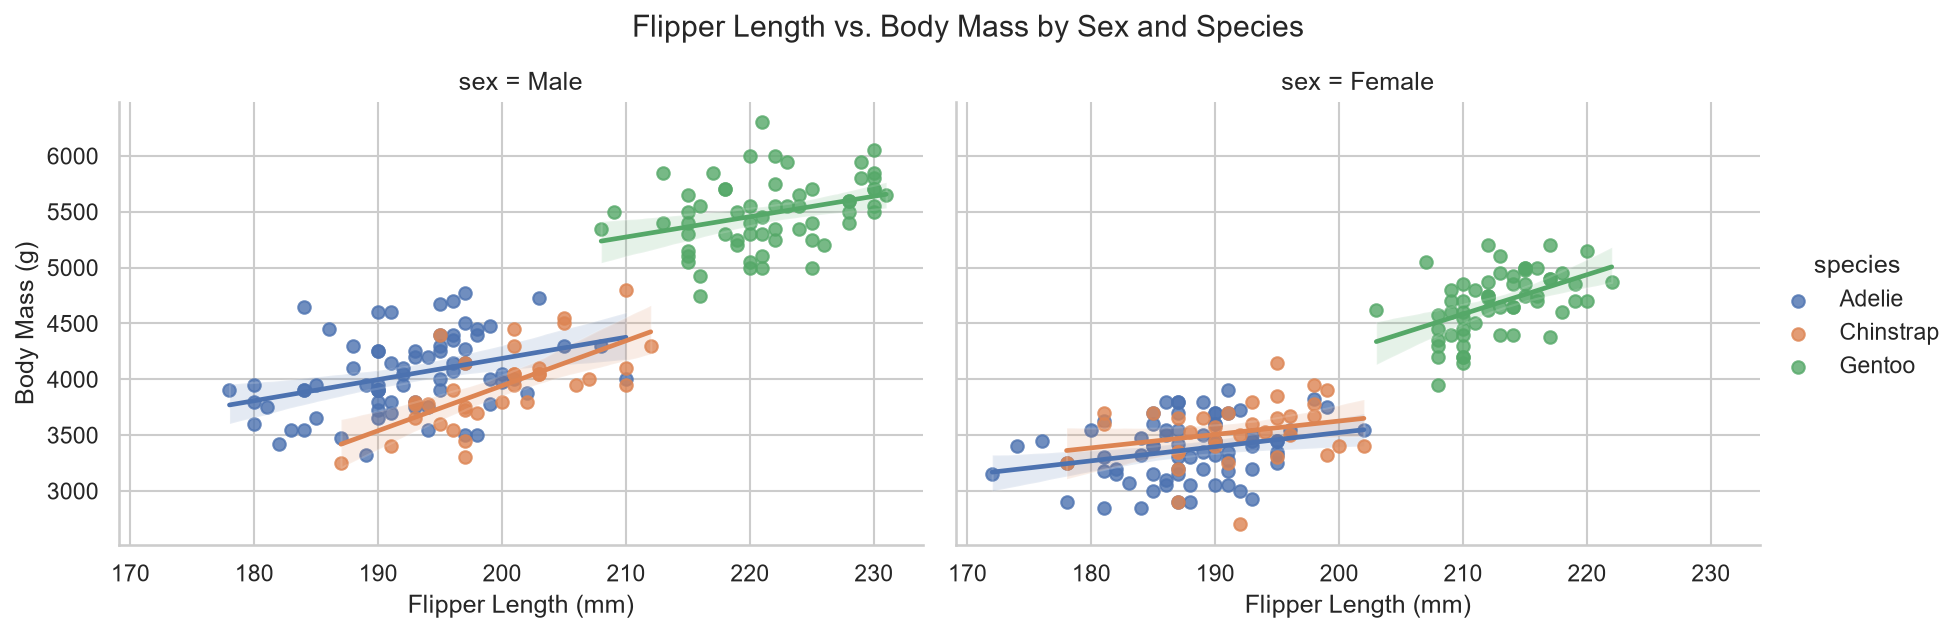 Flipper Length vs. Body Mass by Sex and Species
sex = Male
sex = Female
Body Mass (g)
6000
5500
5000
4500
4000
3500
3000
170 180 190 200 210 220 230
170 180 190 200 210 220 230
Flipper Length (mm)
Flipper Length (mm)
species
Adelie
Chinstrap
Gentoo